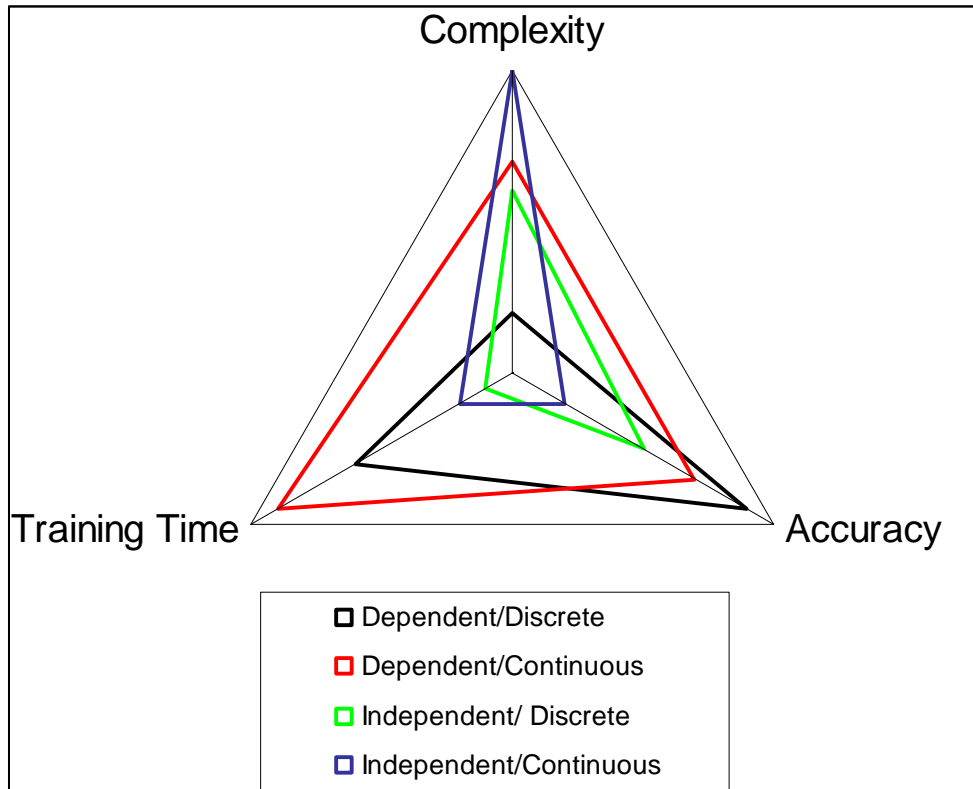 Complexity
Training Time
Accuracy
Dependent/Discrete
Dependent/Continuous
Independent/ Discrete
Independent/Continuous